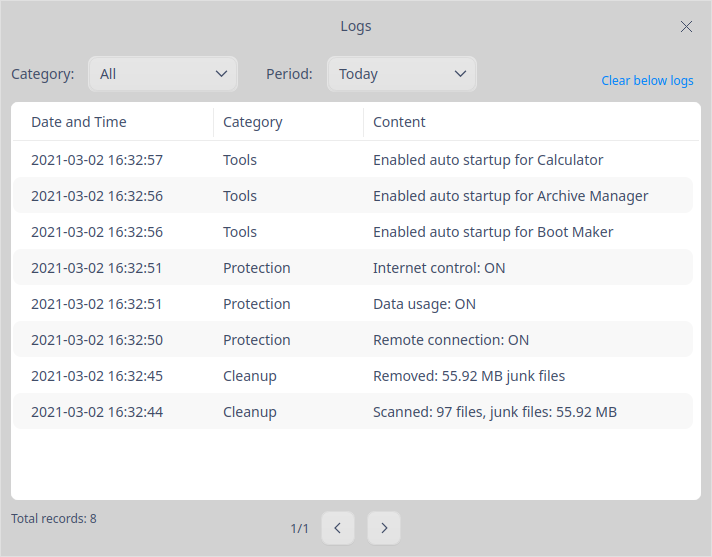 Logs
Category: All Period: Today Clear below logs
Date and Time Category Content
2021-03-02 16:32:57 Tools Enabled auto startup for Calculator
2021-03-02 16:32:56 Tools Enabled auto startup for Archive Manager
2021-03-02 16:32:56 Tools Enabled auto startup for Boot Maker
2021-03-02 16:32:51 Protection Internet control: ON
2021-03-02 16:32:51 Protection Data usage: ON
2021-03-02 16:32:50 Protection Remote connection: ON
2021-03-02 16:32:45 Cleanup Removed: 55.92 MB junk files
2021-03-02 16:32:44 Cleanup Scanned: 97 files, junk files: 55.92 MB
Total records: 8
1/1